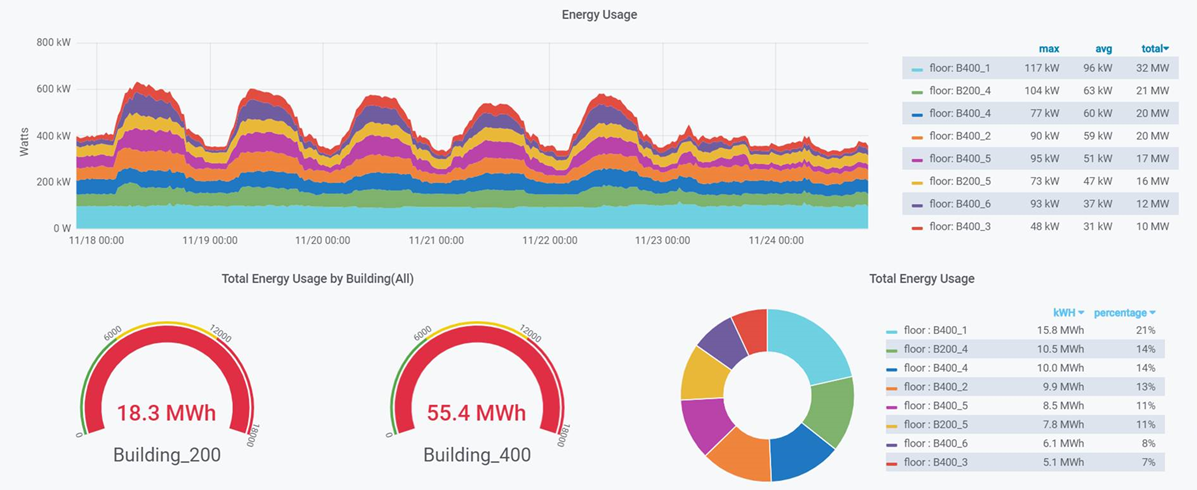 Energy Usage
800 kW
600 kW
400 kW
200 kW
0 W
Watts
11/18 00:00
11/19 00:00
11/20 00:00
11/21 00:00
11/22 00:00
11/23 00:00
11/24 00:00
max avg total
floor: B400_1 117 kW 96 kW 32 MW
floor: B200_4 104 kW 63 kW 21 MW
floor: B400_4 77 kW 60 kW 20 MW
floor: B400_2 90 kW 59 kW 20 MW
floor: B400_5 95 kW 51 kW 17 MW
floor: B200_5 73 kW 47 kW 16 MW
floor: B400_6 93 kW 37 kW 12 MW
floor: B400_3 48 kW 31 kW 10 MW
Total Energy Usage by Building(All)
0
6000
12000
18000
18.3 MWh
Building_200
0
6000
12000
18000
55.4 MWh
Building_400
Total Energy Usage
kWH percentage
floor : B400_1 15.8 MWh 21%
floor : B200_4 10.5 MWh 14%
floor : B400_4 10.0 MWh 14%
floor : B400_2 9.9 MWh 13%
floor : B400_5 8.5 MWh 11%
floor : B200_5 7.8 MWh 11%
floor : B400_6 6.1 MWh 8%
floor : B400_3 5.1 MWh 7%